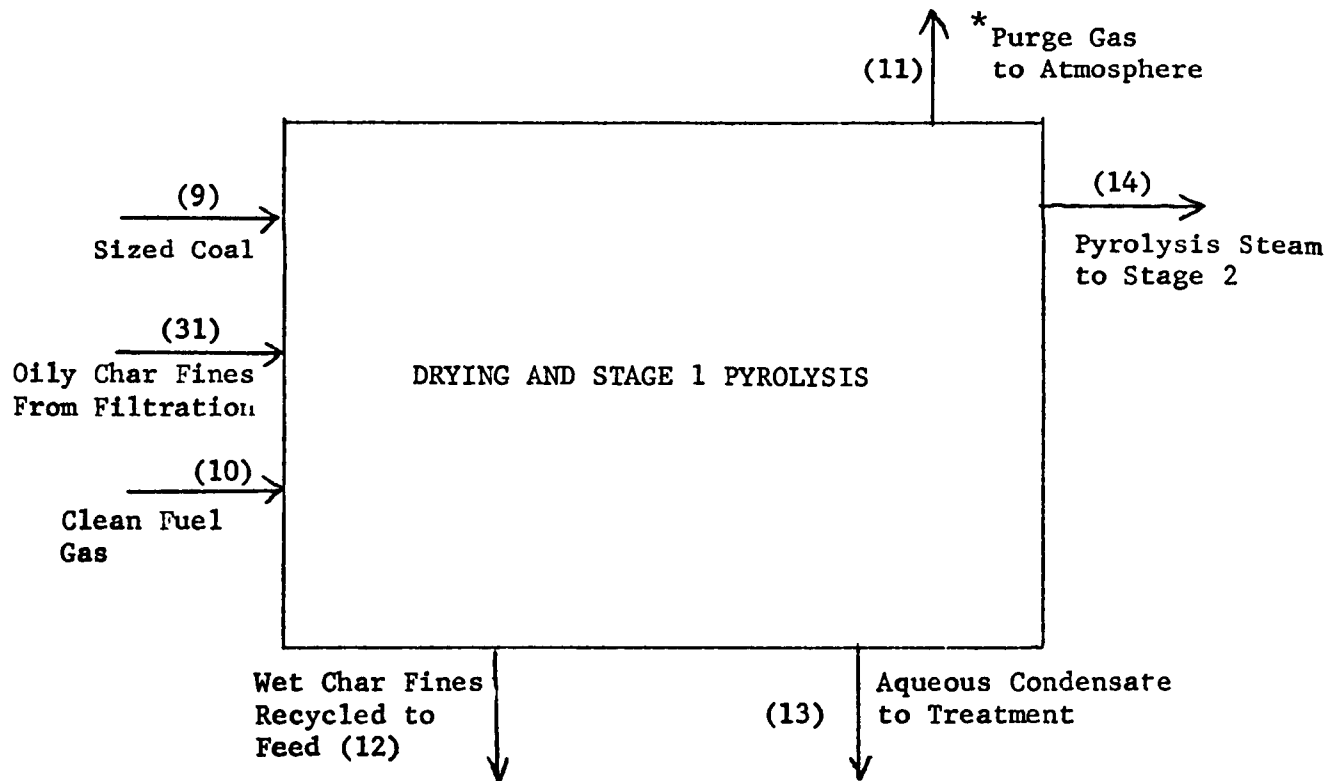 *Purge Gas
to Atmosphere
(11)
(9)
Sized Coal
(14)
Pyrolysis Steam
to Stage 2
(31)
Oily Char Fines
From Filtration
DRYING AND STAGE 1 PYROLYSIS
(10)
Clean Fuel
Gas
Wet Char Fines
Recycled to
Feed (12)
(13)
Aqueous Condensate
to Treatment